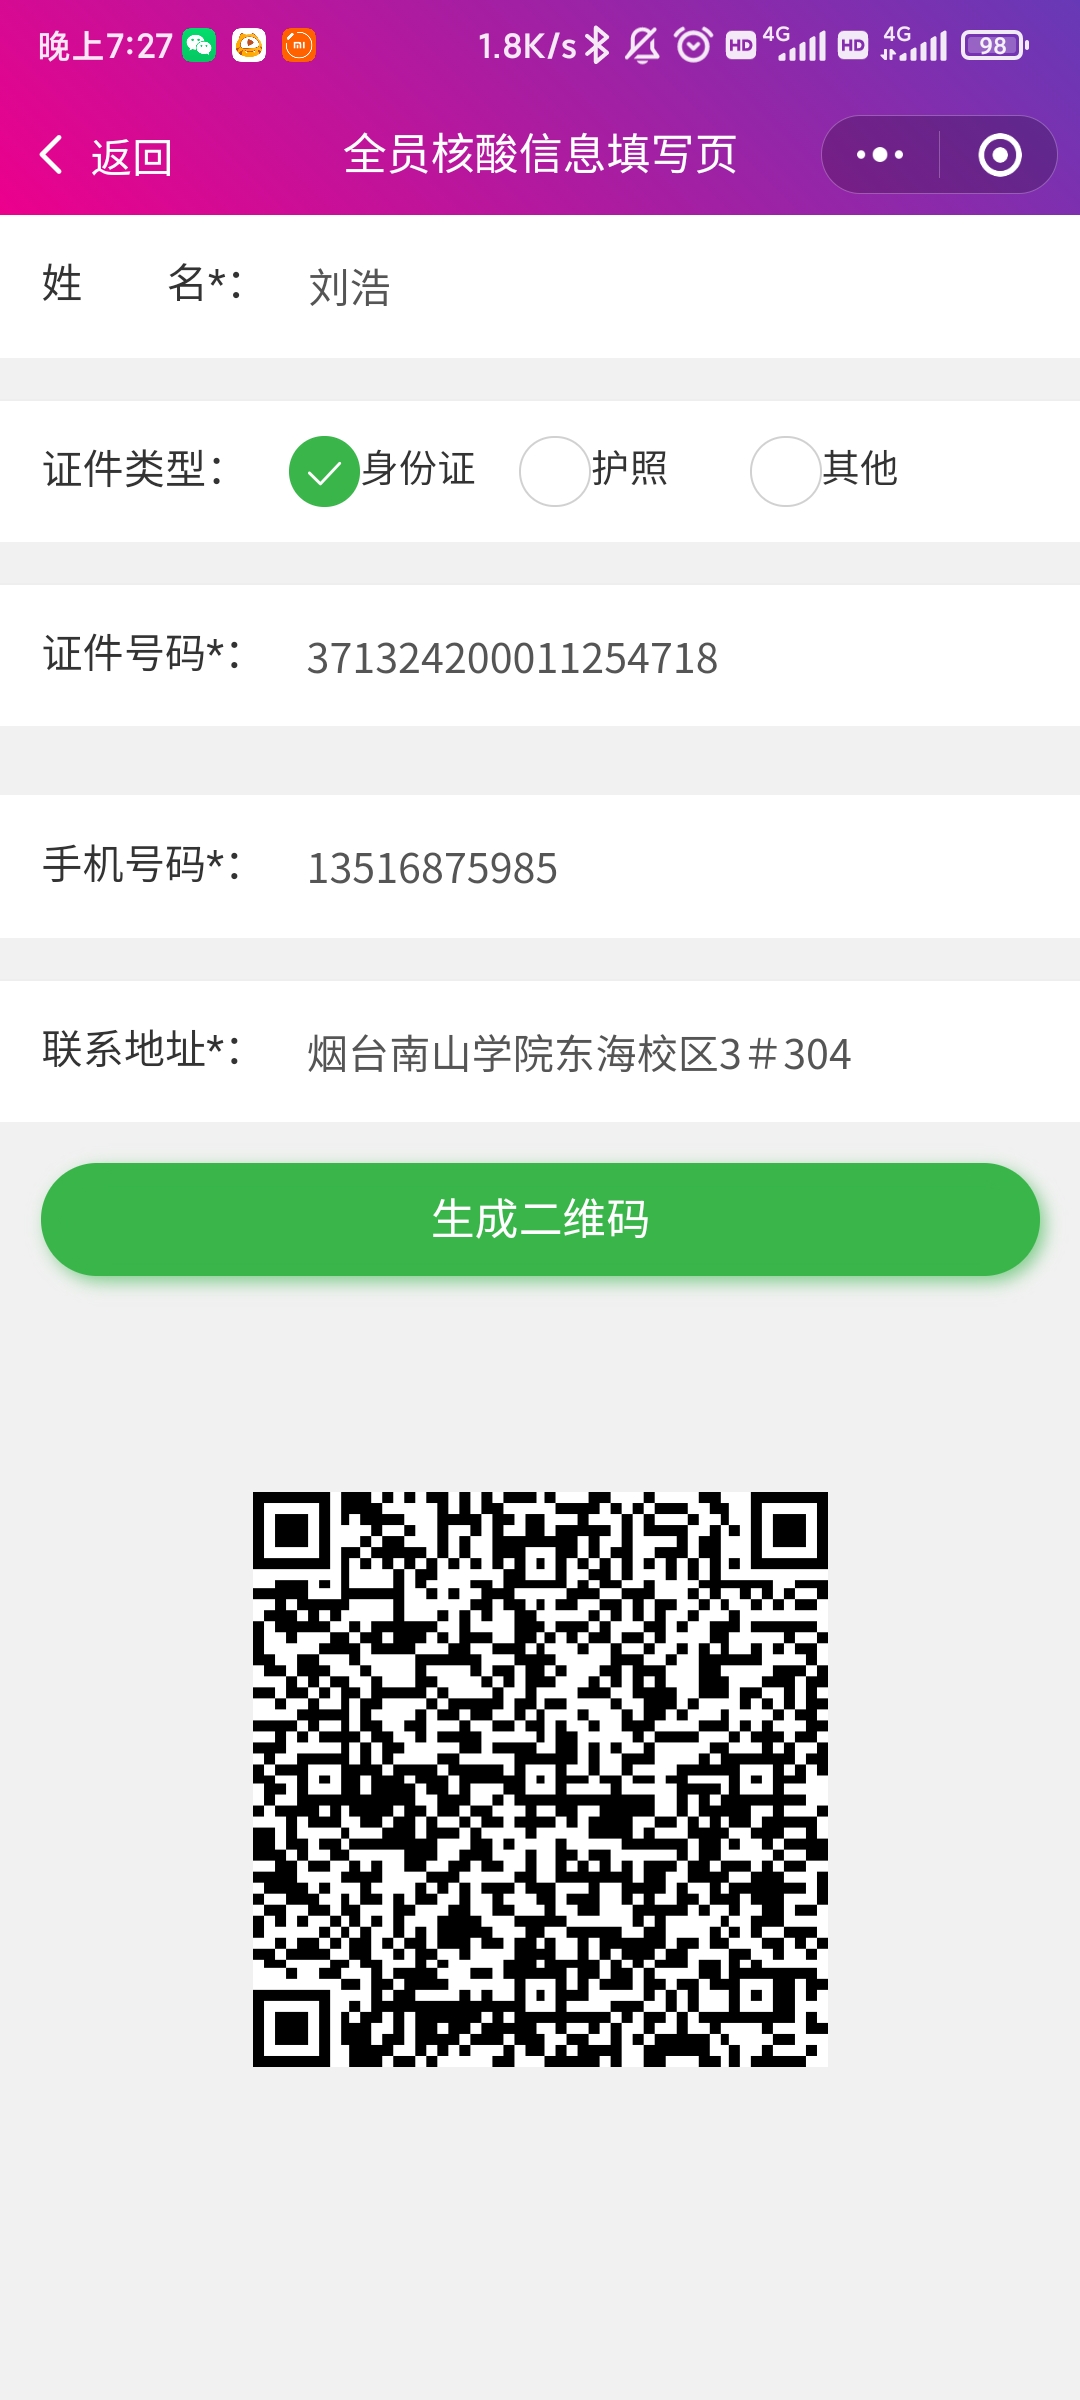 晚上7:27 1.8K/s HD 4G HD 4G 98
返回 全员核酸信息填写页
姓 名*： 刘浩
证件类型： 身份证 护照 其他
证件号码*： 371324200011254718
手机号码*： 13516875985
联系地址*： 烟台南山学院东海校区3＃304
生成二维码